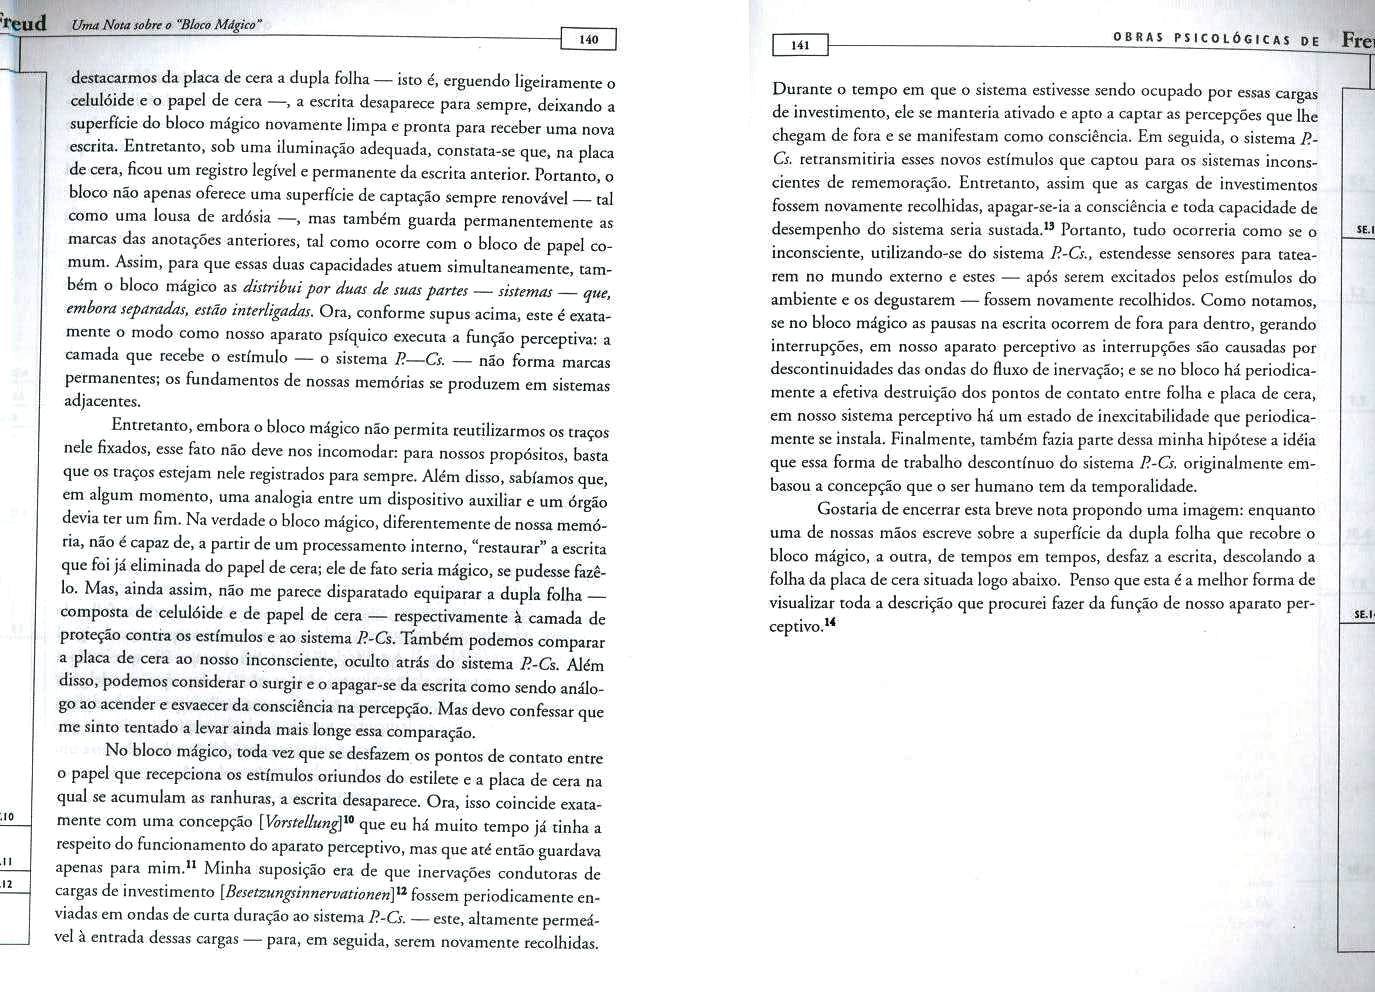 Freud Uma Nota sobre o "Bloco Mágico"
140
destacarmos da placa de cera a dupla folha — isto é, erguendo ligeiramente o
celulóide e o papel de cera —, a escrita desaparece para sempre, deixando a
superfície do bloco mágico novamente limpa e pronta para receber uma nova
escrita. Entretanto, sob uma iluminação adequada, constata-se que, na placa
de cera, ficou um registro legível e permanente da escrita anterior. Portanto, o
bloco não apenas oferece uma superfície de captação sempre renovável — tal
como uma lousa de ardósia —, mas também guarda permanentemente as
marcas das anotações anteriores, tal como ocorre com o bloco de papel co-
mum. Assim, para que essas duas capacidades atuem simultaneamente, tam-
bém o bloco mágico as distribui por duas de suas partes — sistemas — que,
embora separadas, estão interligadas. Ora, conforme supus acima, este é exata-
mente o modo como nosso aparato psíquico executa a função perceptiva: a
camada que recebe o estímulo — o sistema P.—Cs. — não forma marcas
permanentes; os fundamentos de nossas memórias se produzem em sistemas
adjacentes.
Entretanto, embora o bloco mágico não permita reutilizarmos os traços
nele fixados, esse fato não deve nos incomodar: para nossos propósitos, basta
que os traços estejam nele registrados para sempre. Além disso, sabíamos que,
em algum momento, uma analogia entre um dispositivo auxiliar e um órgão
devia ter um fim. Na verdade o bloco mágico, diferentemente de nossa memó-
ria, não é capaz de, a partir de um processamento interno, "restaurar" a escrita
que foi já eliminada do papel de cera; ele de fato seria mágico, se pudesse fazê-
lo. Mas, ainda assim, não me parece disparatado equiparar a dupla folha —
composta de celulóide e de papel de cera — respectivamente à camada de
proteção contra os estímulos e ao sistema P.-Cs. Também podemos comparar
a placa de cera ao nosso inconsciente, oculto atrás do sistema P.-Cs. Além
disso, podemos considerar o surgir e o apagar-se da escrita como sendo análo-
go ao acender e esvaecer da consciência na percepção. Mas devo confessar que
me sinto tentado a levar ainda mais longe essa comparação.
No bloco mágico, toda vez que se desfazem os pontos de contato entre
o papel que recepciona os estímulos oriundos do estilete e a placa de cera na
qual se acumulam as ranhuras, a escrita desaparece. Ora, isso coincide exata-
mente com uma concepção [Vorstellung]10 que eu há muito tempo já tinha a
respeito do funcionamento do aparato perceptivo, mas que até então guardava
apenas para mim.11 Minha suposição era de que inervações condutoras de
cargas de investimento [Besetzungsinnervationen]12 fossem periodicamente en-
viadas em ondas de curta duração ao sistema P.-Cs. — este, altamente permeá-
vel à entrada dessas cargas — para, em seguida, serem novamente recolhidas.
.10
.11
.12
141
OBRAS PSICOLÓGICAS DE Freu
Durante o tempo em que o sistema estivesse sendo ocupado por essas cargas
de investimento, ele se manteria ativado e apto a captar as percepções que lhe
chegam de fora e se manifestam como consciência. Em seguida, o sistema P.-
Cs. retransmitiria esses novos estímulos que captou para os sistemas incons-
cientes de rememoração. Entretanto, assim que as cargas de investimentos
fossem novamente recolhidas, apagar-se-ia a consciência e toda capacidade de
desempenho do sistema seria sustada.13 Portanto, tudo ocorreria como se o
inconsciente, utilizando-se do sistema P.-Cs., estendesse sensores para tatea-
rem no mundo externo e estes — após serem excitados pelos estímulos do
ambiente e os degustarem — fossem novamente recolhidos. Como notamos,
se no bloco mágico as pausas na escrita ocorrem de fora para dentro, gerando
interrupções, em nosso aparato perceptivo as interrupções são causadas por
descontinuidades das ondas do fluxo de inervação; e se no bloco há periodica-
mente a efetiva destruição dos pontos de contato entre folha e placa de cera,
em nosso sistema perceptivo há um estado de inexcitabilidade que periodica-
mente se instala. Finalmente, também fazia parte dessa minha hipótese a idéia
que essa forma de trabalho descontínuo do sistema P.-Cs. originalmente em-
basou a concepção que o ser humano tem da temporalidade.
Gostaria de encerrar esta breve nota propondo uma imagem: enquanto
uma de nossas mãos escreve sobre a superfície da dupla folha que recobre o
bloco mágico, a outra, de tempos em tempos, desfaz a escrita, descolando a
folha da placa de cera situada logo abaixo. Penso que esta é a melhor forma de
visualizar toda a descrição que procurei fazer da função de nosso aparato per-
ceptivo.14
SE.1
SE.1